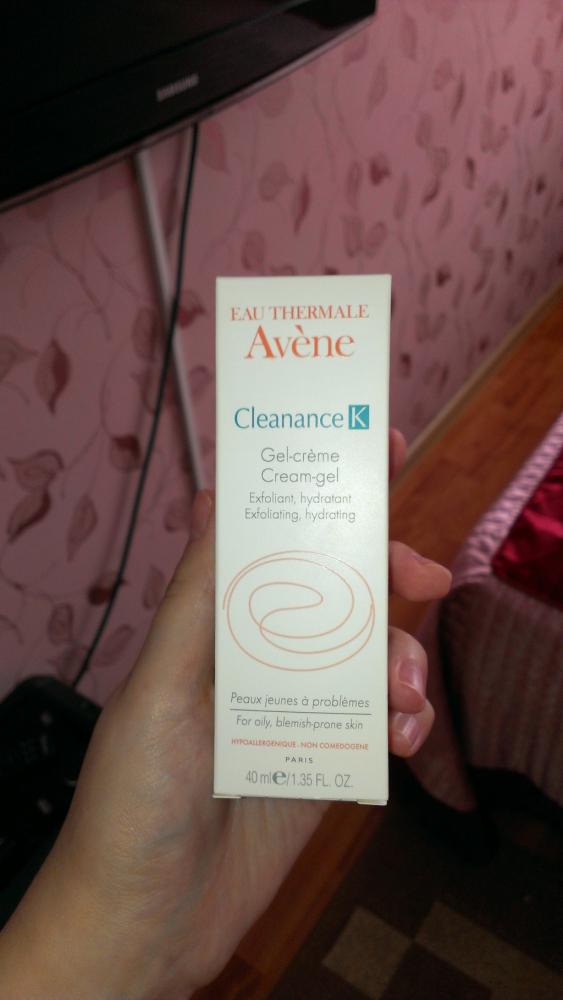 SAMSUNG
EAU THERMALE
Avène
Cleanance K
Gel-crème
Cream-gel
Exfoliant, hydratant
Exfoliating, hydrating
Peaux jeunes à problèmes
For oily, blemish-prone skin
HYPOALLERGENIQUE - NON COMEDOGENE
PARIS
40 ml ℮/1.35 FL. OZ.